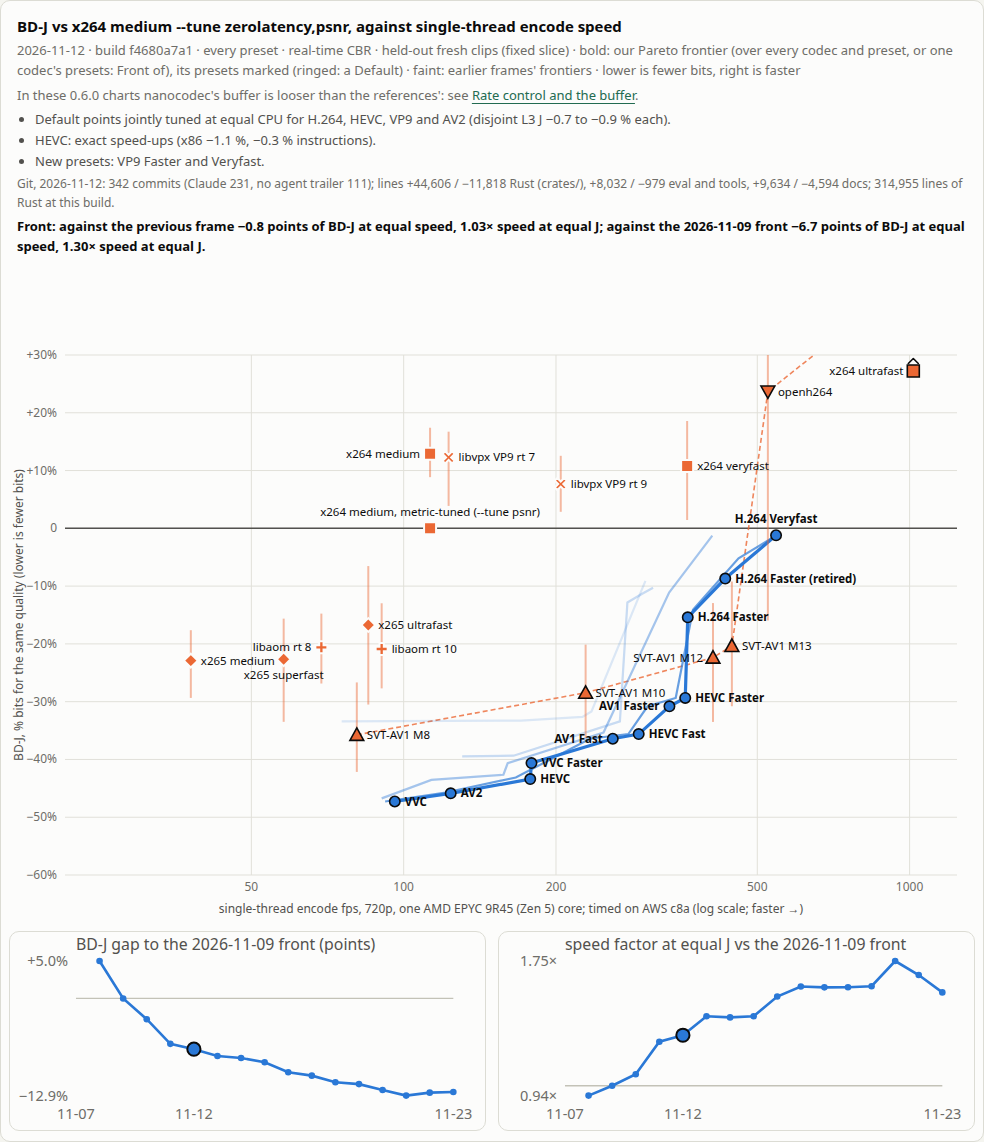 BD-J vs x264 medium --tune zerolatency,psnr, against single-thread encode speed
2026-11-12 · build f4680a7a1 · every preset · real-time CBR · held-out fresh clips (fixed slice) · bold: our Pareto frontier (over every codec and preset, or one
codec's presets: Front of), its presets marked (ringed: a Default) · faint: earlier frames' frontiers · lower is fewer bits, right is faster
In these 0.6.0 charts nanocodec's buffer is looser than the references': see Rate control and the buffer.
• Default points jointly tuned at equal CPU for H.264, HEVC, VP9 and AV2 (disjoint L3 J −0.7 to −0.9 % each).
• HEVC: exact speed-ups (x86 −1.1 %, −0.3 % instructions).
• New presets: VP9 Faster and Veryfast.
Git, 2026-11-12: 342 commits (Claude 231, no agent trailer 111); lines +44,606 / −11,818 Rust (crates/), +8,032 / −979 eval and tools, +9,634 / −4,594 docs; 314,955 lines of
Rust at this build.
Front: against the previous frame −0.8 points of BD-J at equal speed, 1.03× speed at equal J; against the 2026-11-09 front −6.7 points of BD-J at equal
speed, 1.30× speed at equal J.
+30%
x264 ultrafast
openh264
+20%
x264 medium
libvpx VP9 rt 7
+10%
x264 veryfast
libvpx VP9 rt 9
x264 medium, metric-tuned (--tune psnr)
H.264 Veryfast
0
BD-J, % bits for the same quality (lower is fewer bits)
−10%
H.264 Faster (retired)
H.264 Faster
x265 ultrafast
−20%
libaom rt 8
libaom rt 10
SVT-AV1 M13
x265 medium
SVT-AV1 M12
x265 superfast
SVT-AV1 M10
HEVC Faster
−30%
AV1 Faster
SVT-AV1 M8
HEVC Fast
AV1 Fast
−40%
VVC Faster
HEVC
AV2
VVC
−50%
−60%
50
100
200
500
1000
single-thread encode fps, 720p, one AMD EPYC 9R45 (Zen 5) core; timed on AWS c8a (log scale; faster →)
BD-J gap to the 2026-11-09 front (points)
+5.0%
−12.9%
11-07
11-12
11-23
speed factor at equal J vs the 2026-11-09 front
1.75×
0.94×
11-07
11-12
11-23